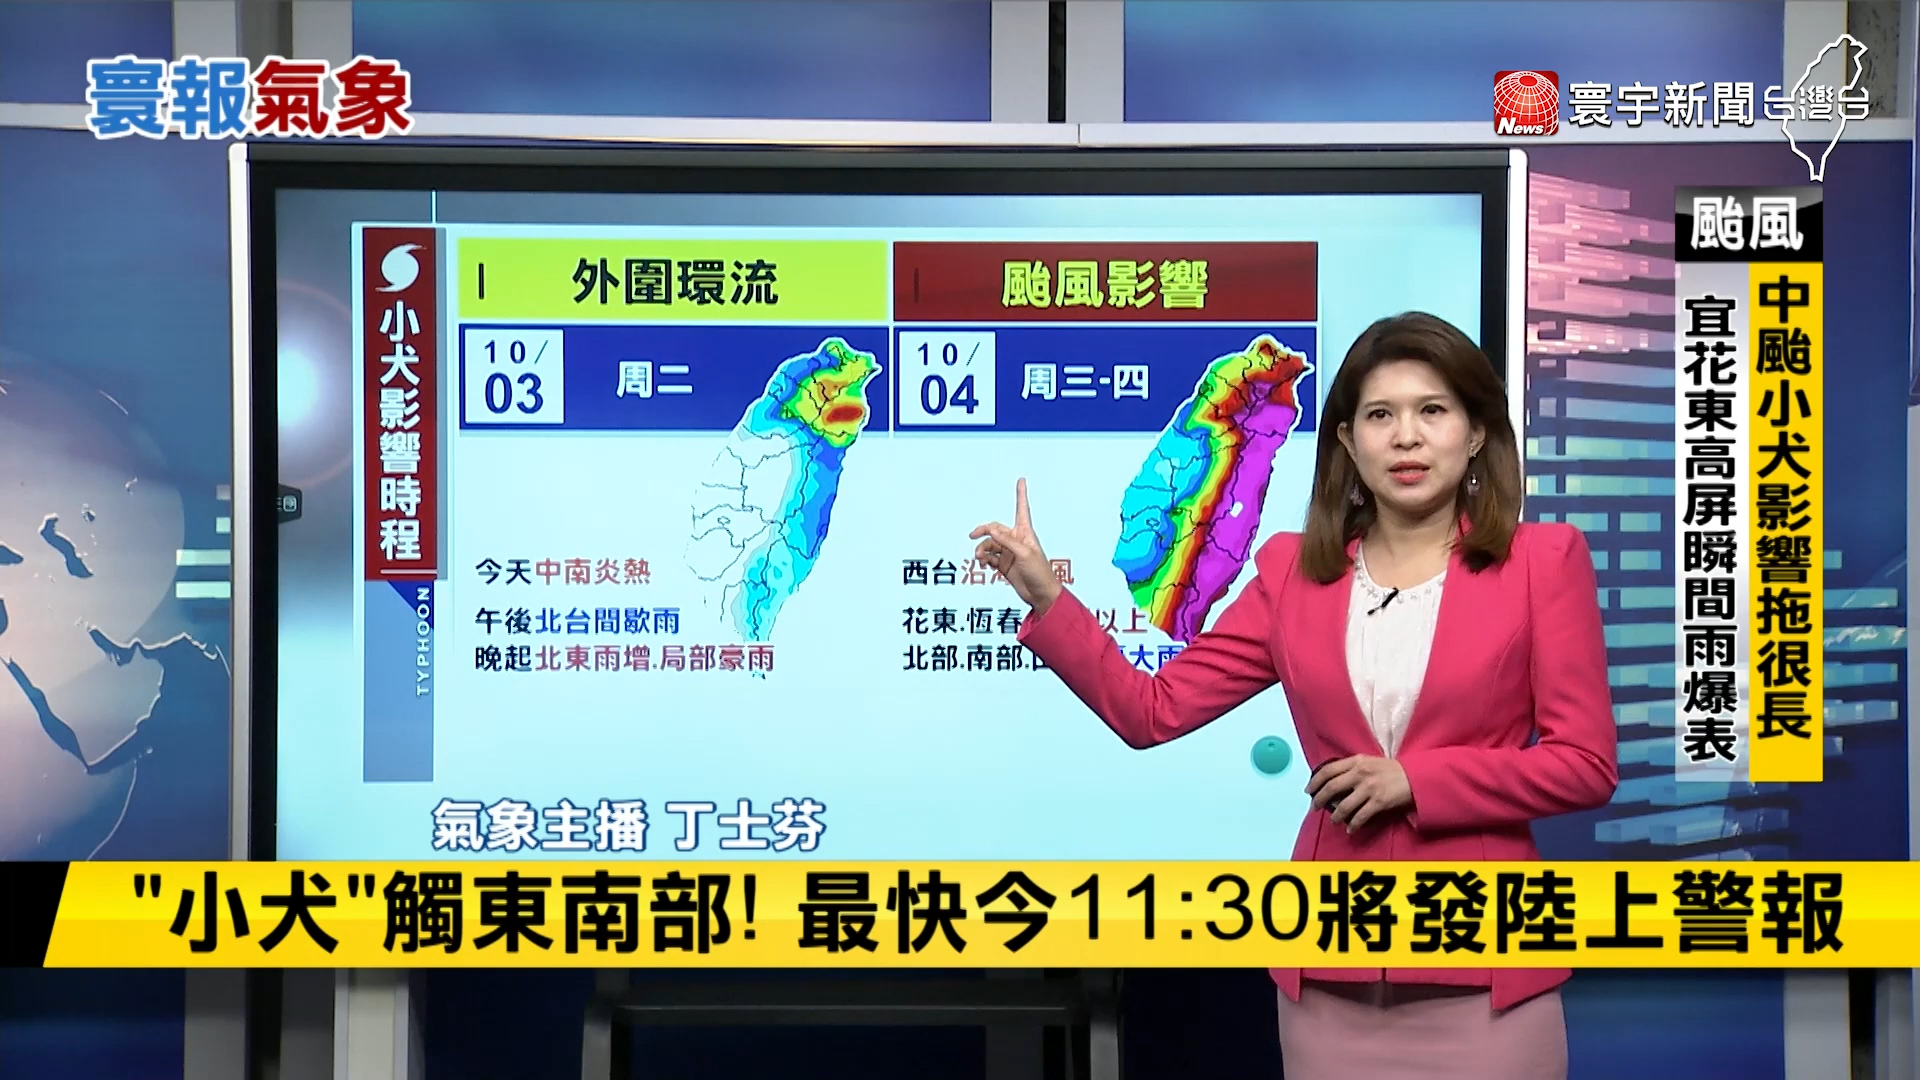 寰報氣象
News
寰宇新聞 台灣台
颱風
中颱小犬影響拖很長
宜花東高屏瞬間雨爆表
小犬影響時程
TYPHOON
外圍環流
10/
03
周二
今天中南炎熱
午後北台間歇雨
晚起北東雨增.局部豪雨
颱風影響
10/
04
周三-四
西台沿海 風
花東.恆春 以上
北部.南部. 大雨
氣象主播 丁士芬
"小犬"觸東南部! 最快今11:30將發陸上警報